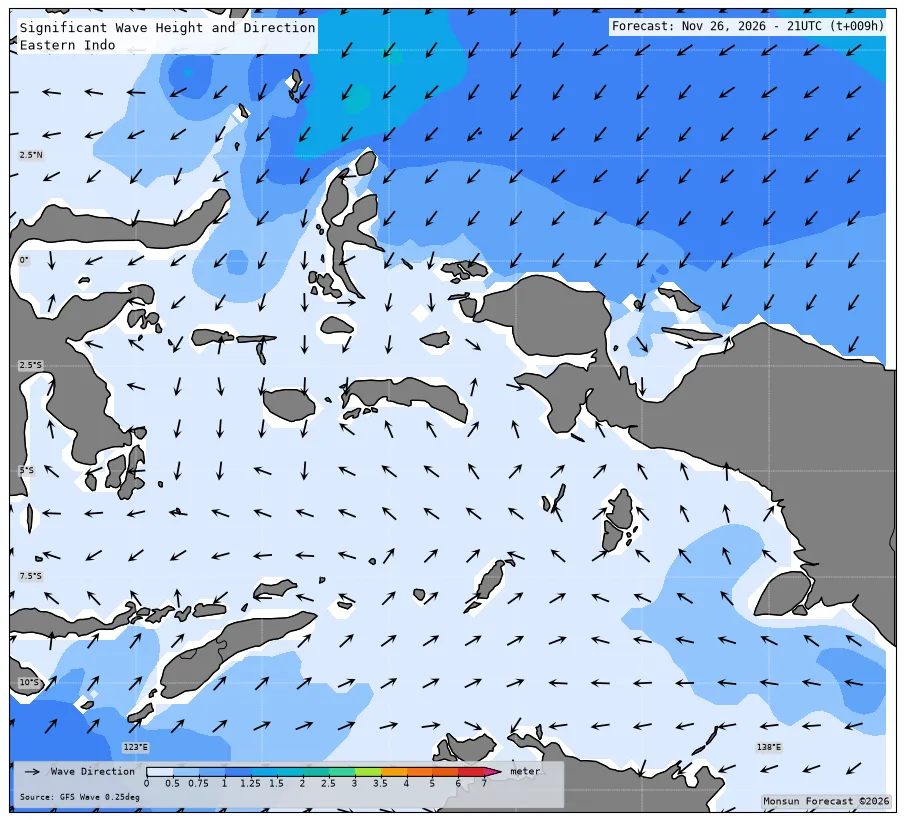 Significant Wave Height and Direction
Eastern Indo
Forecast: Nov 26, 2026 - 21UTC (t+009h)
2.5°N
0°
2.5°S
5°S
7.5°S
10°S
123°E
138°E
Wave Direction
meter
0 0.5 0.75 1 1.25 1.5 2 2.5 3 3.5 4 5 6 7
Source: GFS Wave 0.25deg
Monsun Forecast ©2026